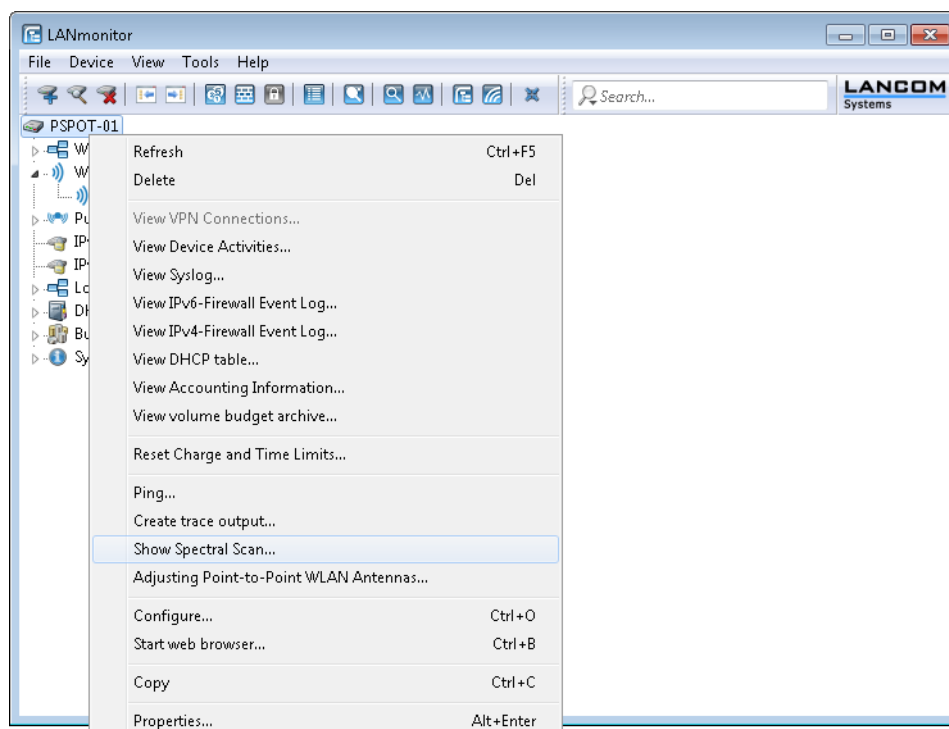 LANmonitor
File Device View Tools Help
Search...
LANCOM
Systems
PSPOT-01
Refresh Ctrl+F5
Delete Del
View VPN Connections...
View Device Activities...
View Syslog...
View IPv6-Firewall Event Log...
View IPv4-Firewall Event Log...
View DHCP table...
View Accounting Information...
View volume budget archive...
Reset Charge and Time Limits...
Ping...
Create trace output...
Show Spectral Scan...
Adjusting Point-to-Point WLAN Antennas...
Configure... Ctrl+O
Start web browser... Ctrl+B
Copy Ctrl+C
Properties... Alt+Enter